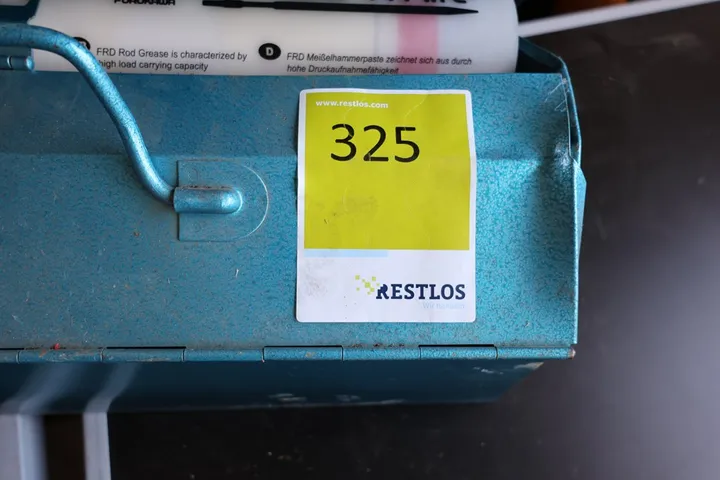 FURUKAWA
FRD Rod Grease is characterized by
high load carrying capacity
D
FRD Meißelhammerpaste zeichnet sich aus durch
hohe Druckaufnahmefähigkeit
www.restlos.com
325
RESTLOS